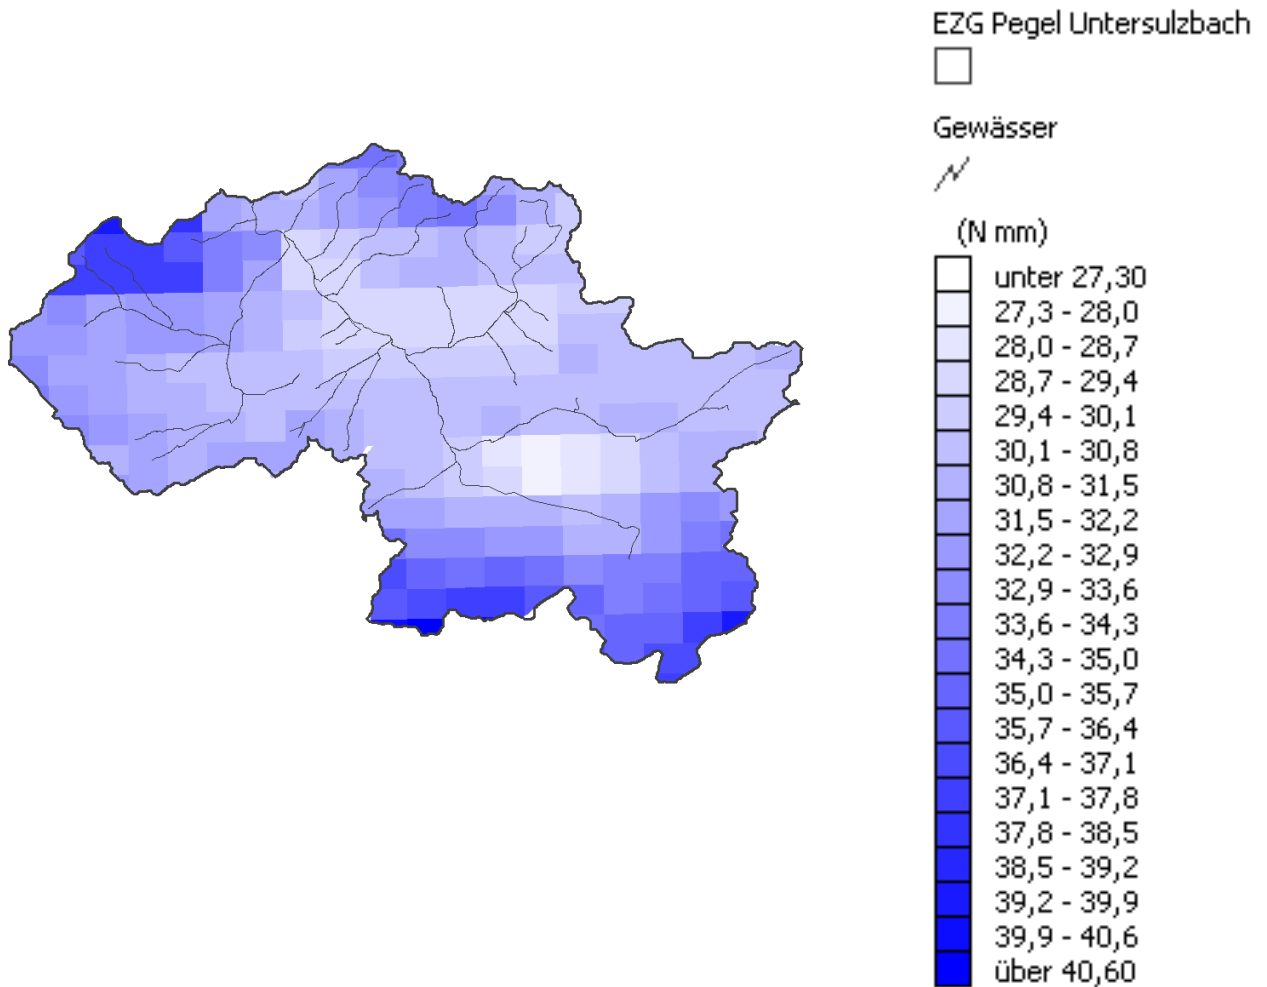 EZG Pegel Untersulzbach
Gewässer
(N mm)
unter 27,30
27,3 - 28,0
28,0 - 28,7
28,7 - 29,4
29,4 - 30,1
30,1 - 30,8
30,8 - 31,5
31,5 - 32,2
32,2 - 32,9
32,9 - 33,6
33,6 - 34,3
34,3 - 35,0
35,0 - 35,7
35,7 - 36,4
36,4 - 37,1
37,1 - 37,8
37,8 - 38,5
38,5 - 39,2
39,2 - 39,9
39,9 - 40,6
über 40,60